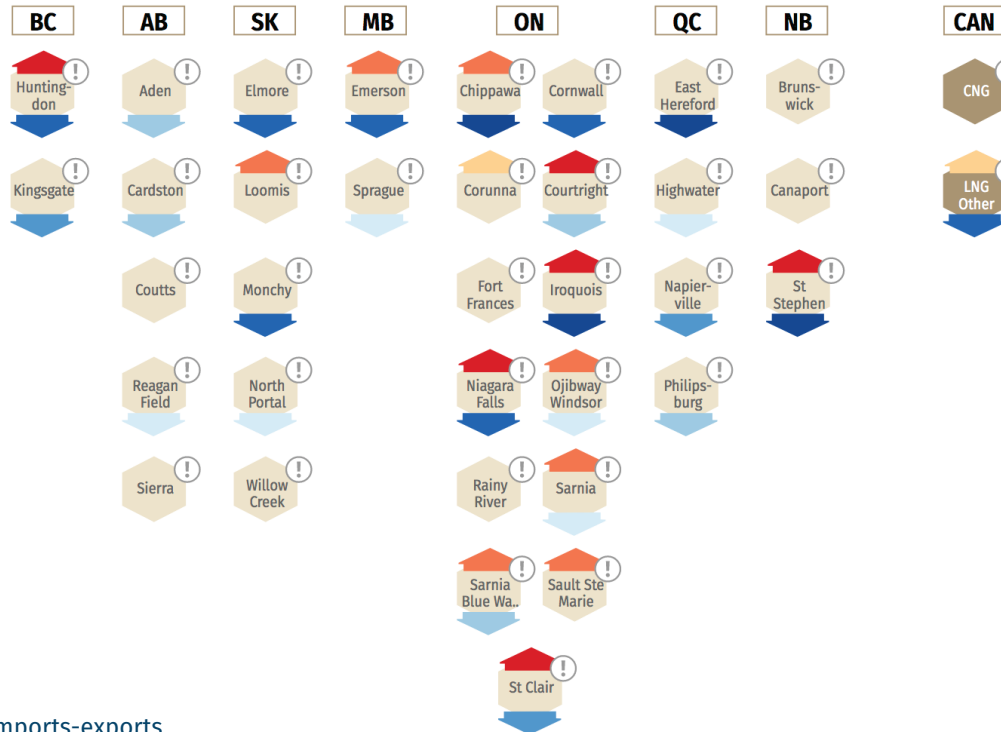 BC AB SK MB ON QC NB CAN
!
Hunting-
don
!
Aden
!
Elmore
!
Emerson
!
Chippawa
!
Cornwall
!
East
Hereford
!
Bruns-
wick
CNG
!
Kingsgate
!
Cardston
!
Loomis
!
Sprague
!
Corunna
!
Courtright
!
Highwater
!
Canaport
LNG
Other
!
Coutts
!
Monchy
!
Fort
Frances
!
Iroquois
!
Napier-
ville
!
St
Stephen
!
Reagan
Field
!
North
Portal
!
Niagara
Falls
!
Ojibway
Windsor
!
Philips-
burg
!
Sierra
!
Willow
Creek
!
Rainy
River
!
Sarnia
!
Sarnia
Blue Wa..
!
Sault Ste
Marie
!
St Clair
mports-exports